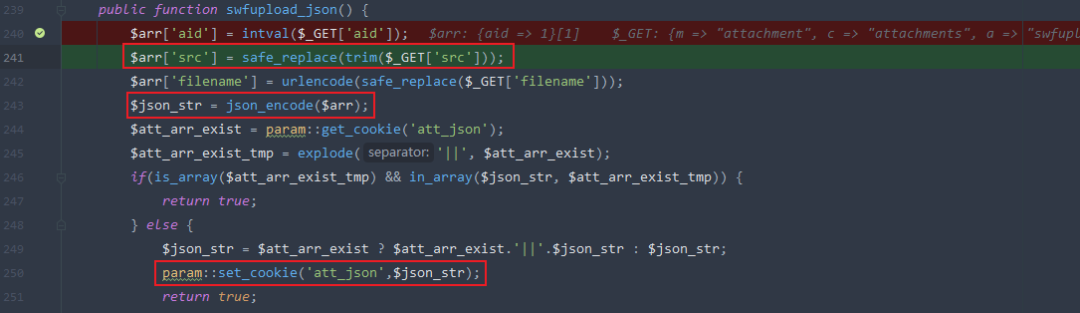 239 public function swfupload_json() {
240 $arr['aid'] = intval($_GET['aid']); $arr: {aid => 1}[1] $_GET: {m => "attachment", c => "attachments", a => "swfup
241 $arr['src'] = safe_replace(trim($_GET['src']));
242 $arr['filename'] = urlencode(safe_replace($_GET['filename']));
243 $json_str = json_encode($arr);
244 $att_arr_exist = param::get_cookie('att_json');
245 $att_arr_exist_tmp = explode( separator: '||', $att_arr_exist);
246 if(is_array($att_arr_exist_tmp) && in_array($json_str, $att_arr_exist_tmp)) {
247 return true;
248 } else {
249 $json_str = $att_arr_exist ? $att_arr_exist.'||'.$json_str : $json_str;
250 param::set_cookie('att_json',$json_str);
251 return true;